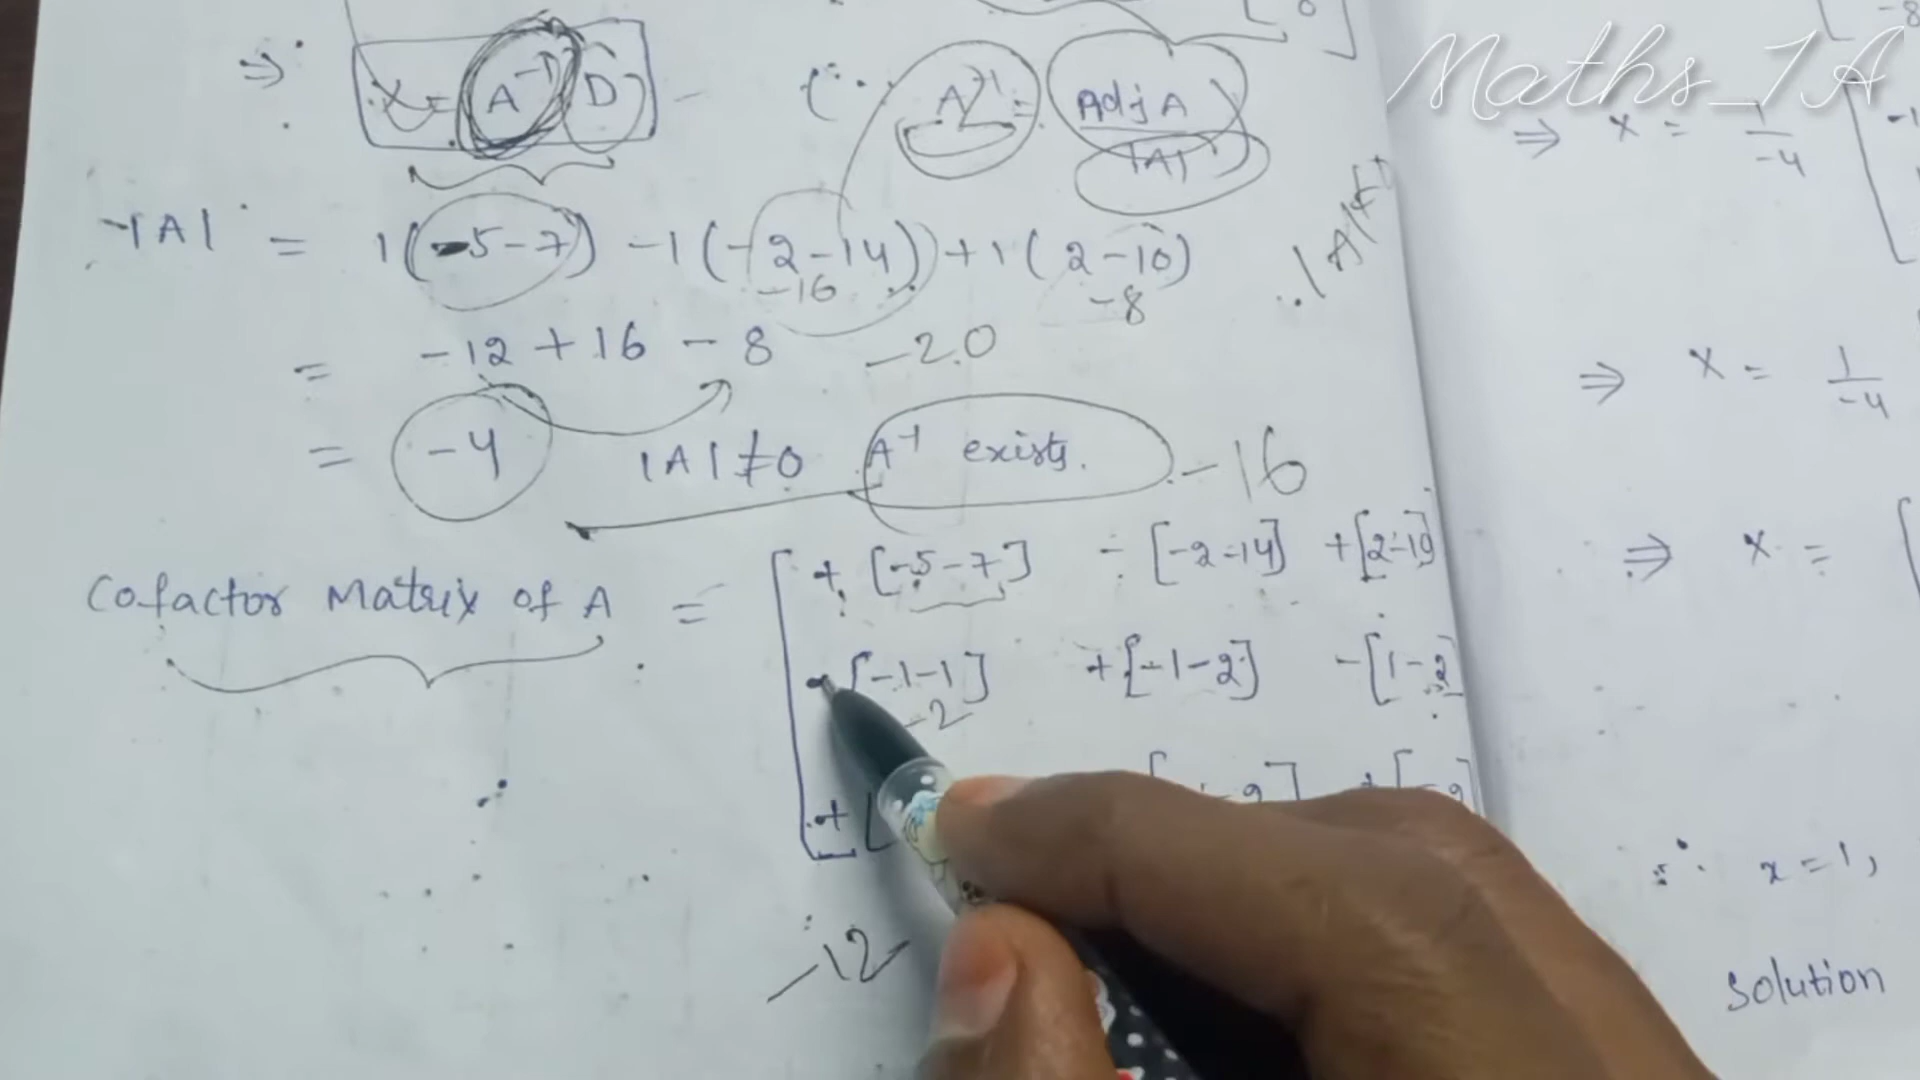 Maths_1A
⇒ X = A⁻¹ D (∵ A⁻¹ = Adj A / |A|
|A| = 1(-5-7) -1(-2-14) +1(2-10)
-16 -8
= -12 + 16 - 8 -20
= -4 |A| ≠ 0 A⁻¹ exists. -16
Cofactor Matrix of A = [ + [-5-7] - [-2-14] + [2-10]
- [-1-1] + [-1-2] - [1-2]
-2
+ [
-12
⇒ X = 1/-4
⇒ X = 1/-4
⇒ X = [
∴ x = 1,
solution